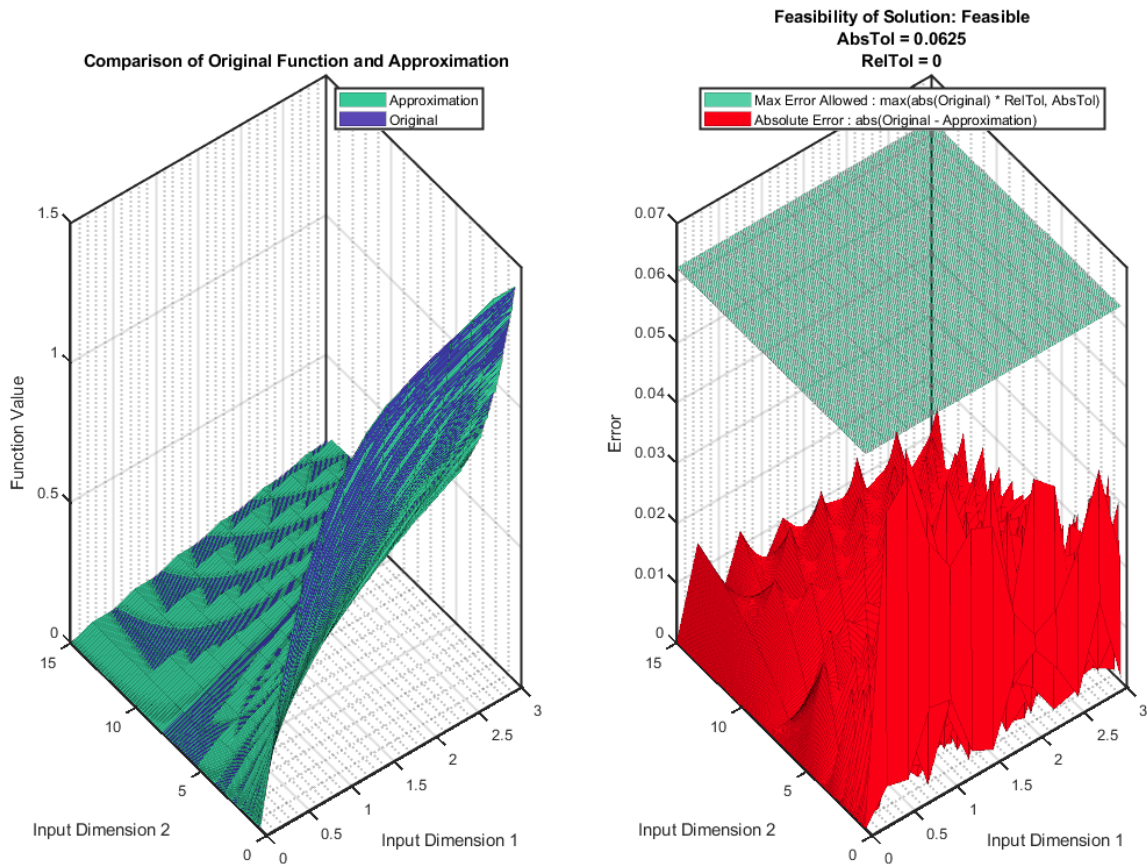 Comparison of Original Function and Approximation
Approximation
Original
Function Value
1.5
1
0.5
0
15
10
5
0
Input Dimension 2
0
0.5
1
1.5
2
2.5
3
Input Dimension 1
Feasibility of Solution: Feasible
AbsTol = 0.0625
RelTol = 0
Max Error Allowed : max(abs(Original) * RelTol, AbsTol)
Absolute Error : abs(Original - Approximation)
Error
0.07
0.06
0.05
0.04
0.03
0.02
0.01
0
15
10
5
0
Input Dimension 2
0
0.5
1
1.5
2
2.5
3
Input Dimension 1